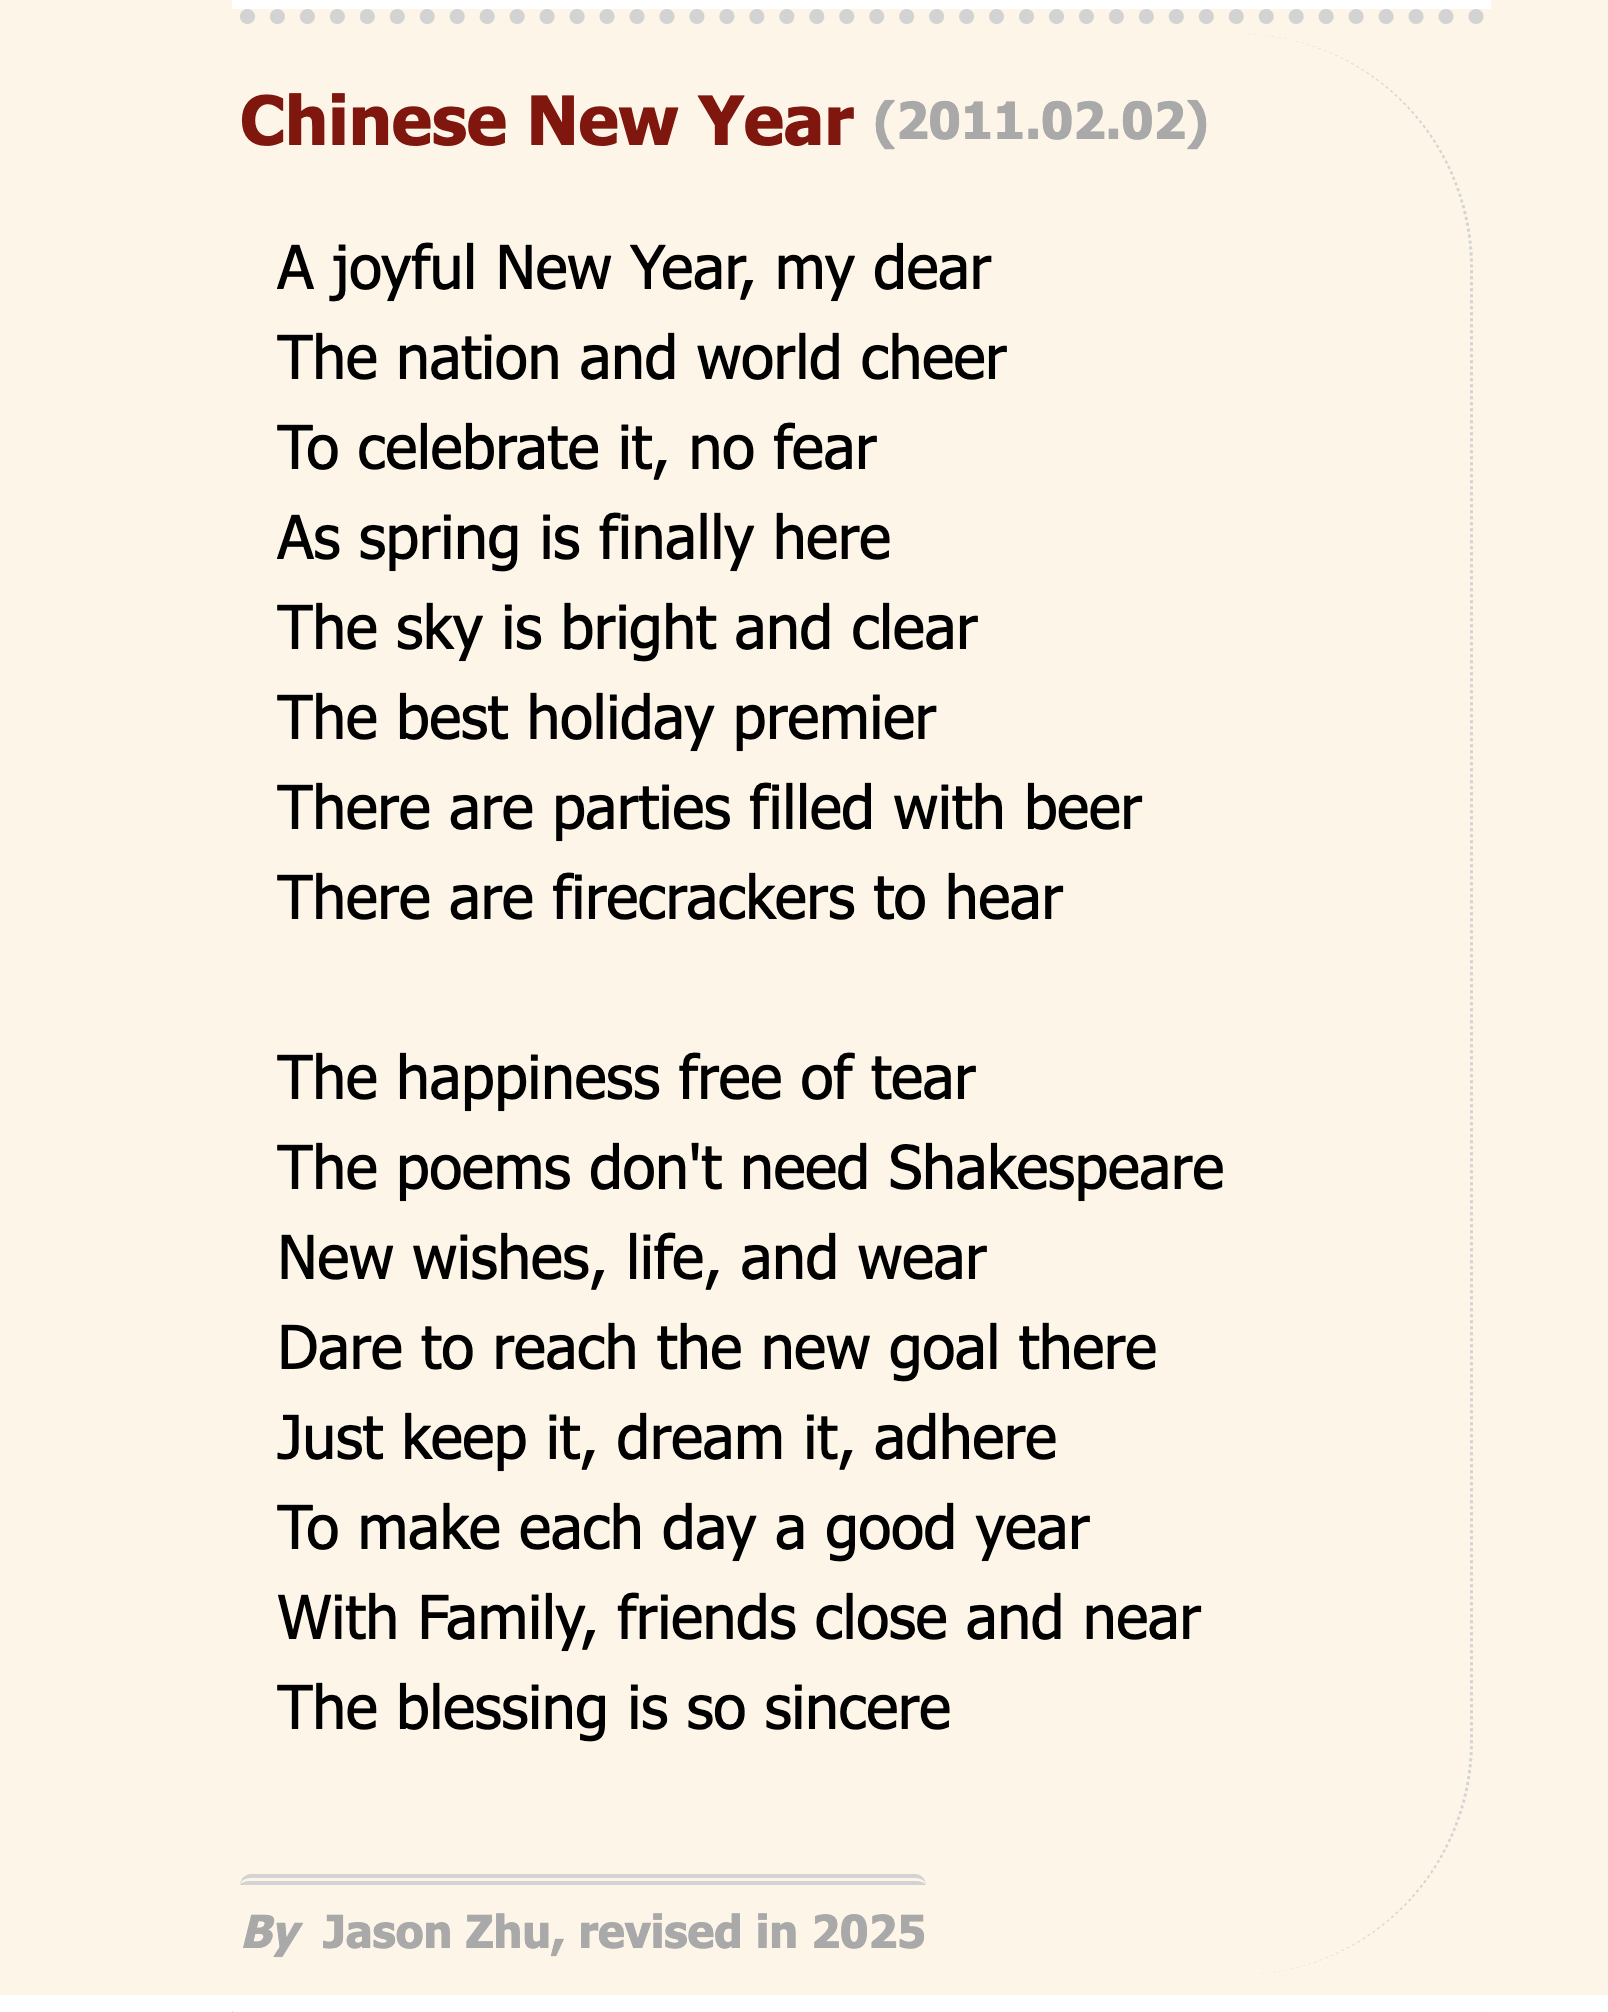 Chinese New Year (2011.02.02)
A joyful New Year, my dear
The nation and world cheer
To celebrate it, no fear
As spring is finally here
The sky is bright and clear
The best holiday premier
There are parties filled with beer
There are firecrackers to hear
The happiness free of tear
The poems don't need Shakespeare
New wishes, life, and wear
Dare to reach the new goal there
Just keep it, dream it, adhere
To make each day a good year
With Family, friends close and near
The blessing is so sincere
By Jason Zhu, revised in 2025